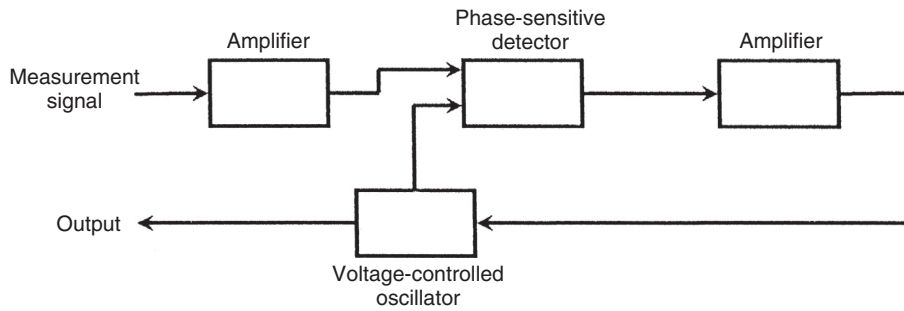 Phase-sensitive
detector
Amplifier
Amplifier
Measurement
signal
Output
Voltage-controlled
oscillator